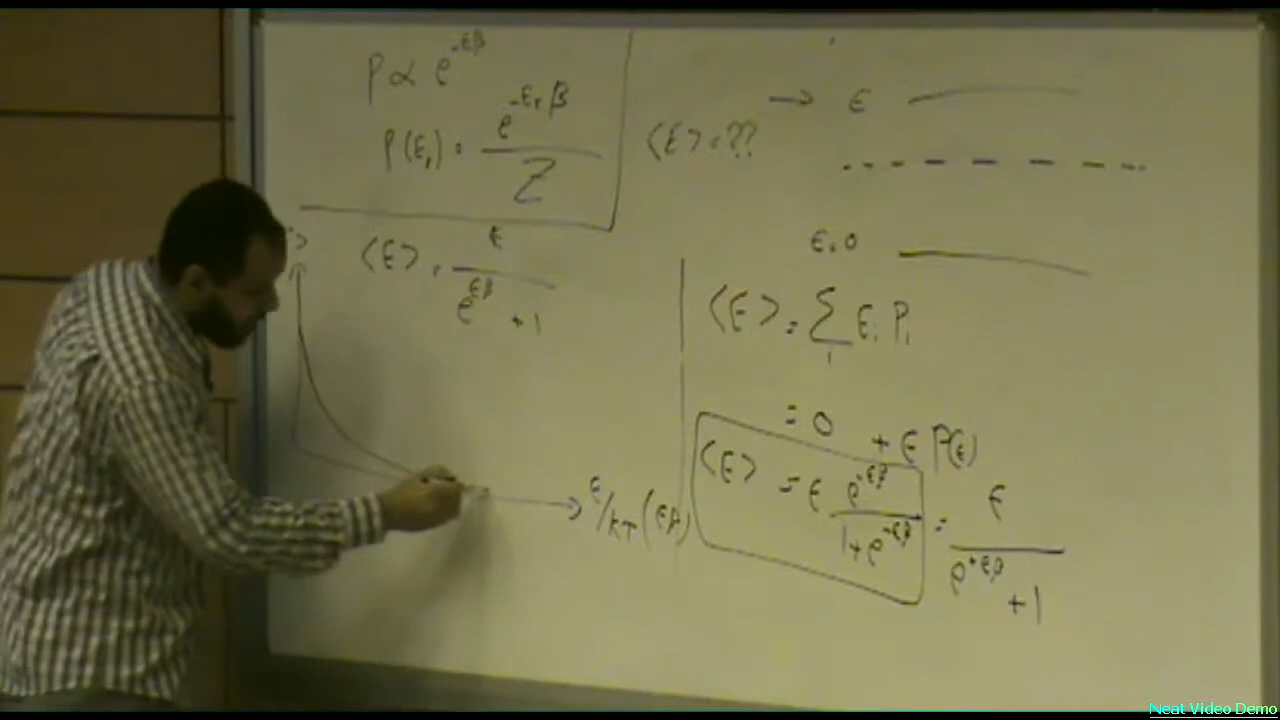 P ∝ e^{-εβ}
P(ε_r) = e^{-ε_r β} / Z
⟨ε⟩ = ??
→ ε
ε = 0
⟨ε⟩ = ε / (e^{εβ} + 1)
ε/kT (εβ)
⟨ε⟩ = Σ_i ε_i P_i
= 0 + ε P(ε)
⟨ε⟩ = ε e^{-εβ} / (1 + e^{-εβ}) = ε / (e^{+εβ} + 1)
Neat Video Demo